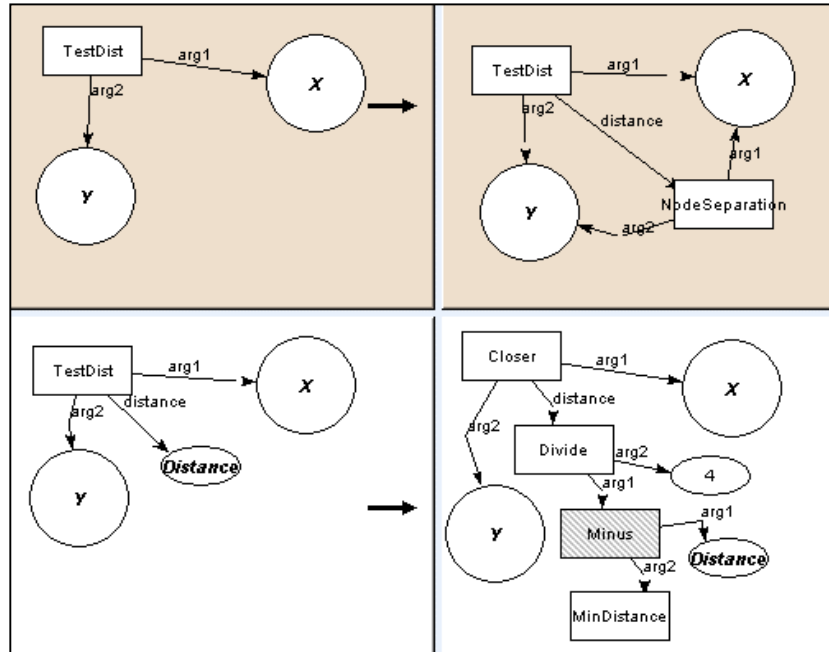 TestDist
arg1
X
arg2
Y
TestDist
arg1
X
arg2
distance
arg1
Y
NodeSeparation
arg2
TestDist
arg1
X
arg2
distance
Distance
Y
Closer
arg1
X
distance
arg2
Divide
arg2
4
arg1
Y
Minus
arg1
Distance
arg2
MinDistance